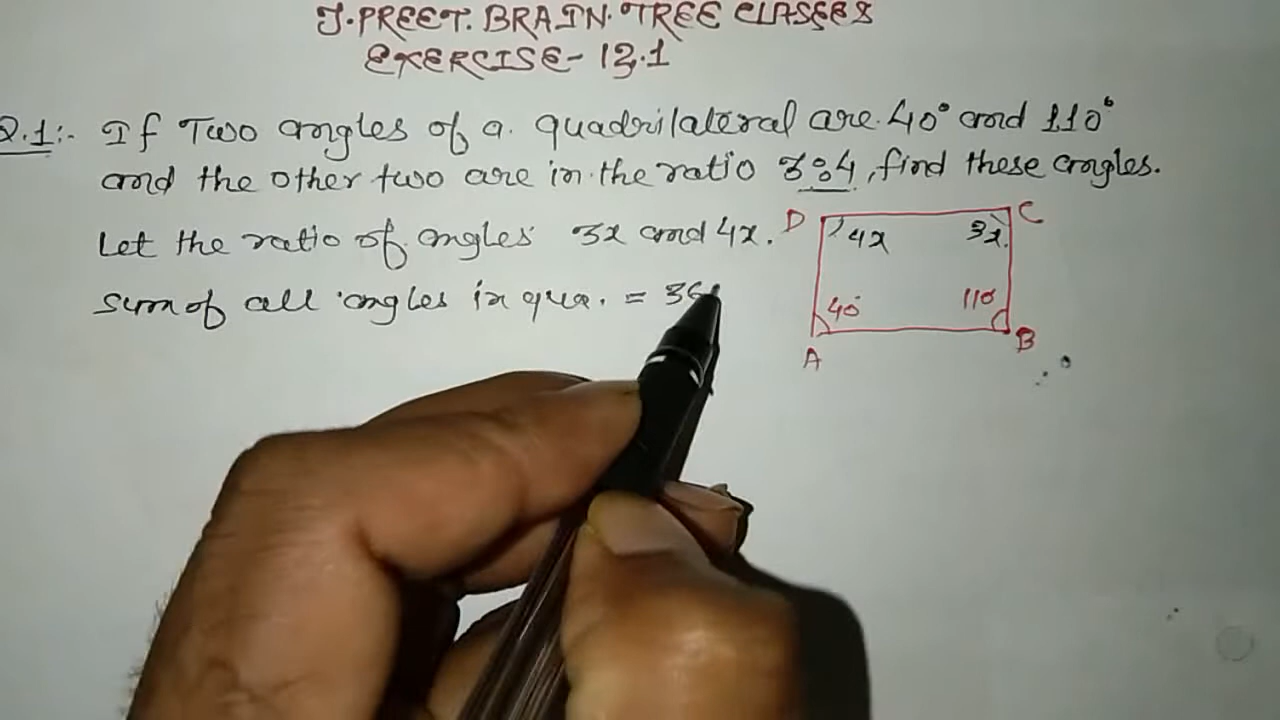 J.PREET. BRAIN. TREE CLASSES
EXERCISE- 12.1
Q.1:- If Two angles of a. quadrilateral are 40° and 110°
and the other two are in the ratio 3:4, find these angles.
Let the ratio of angles 3x and 4x.
sum of all angles in qua. = 36
D
C
4x
3x
40°
110
A
B